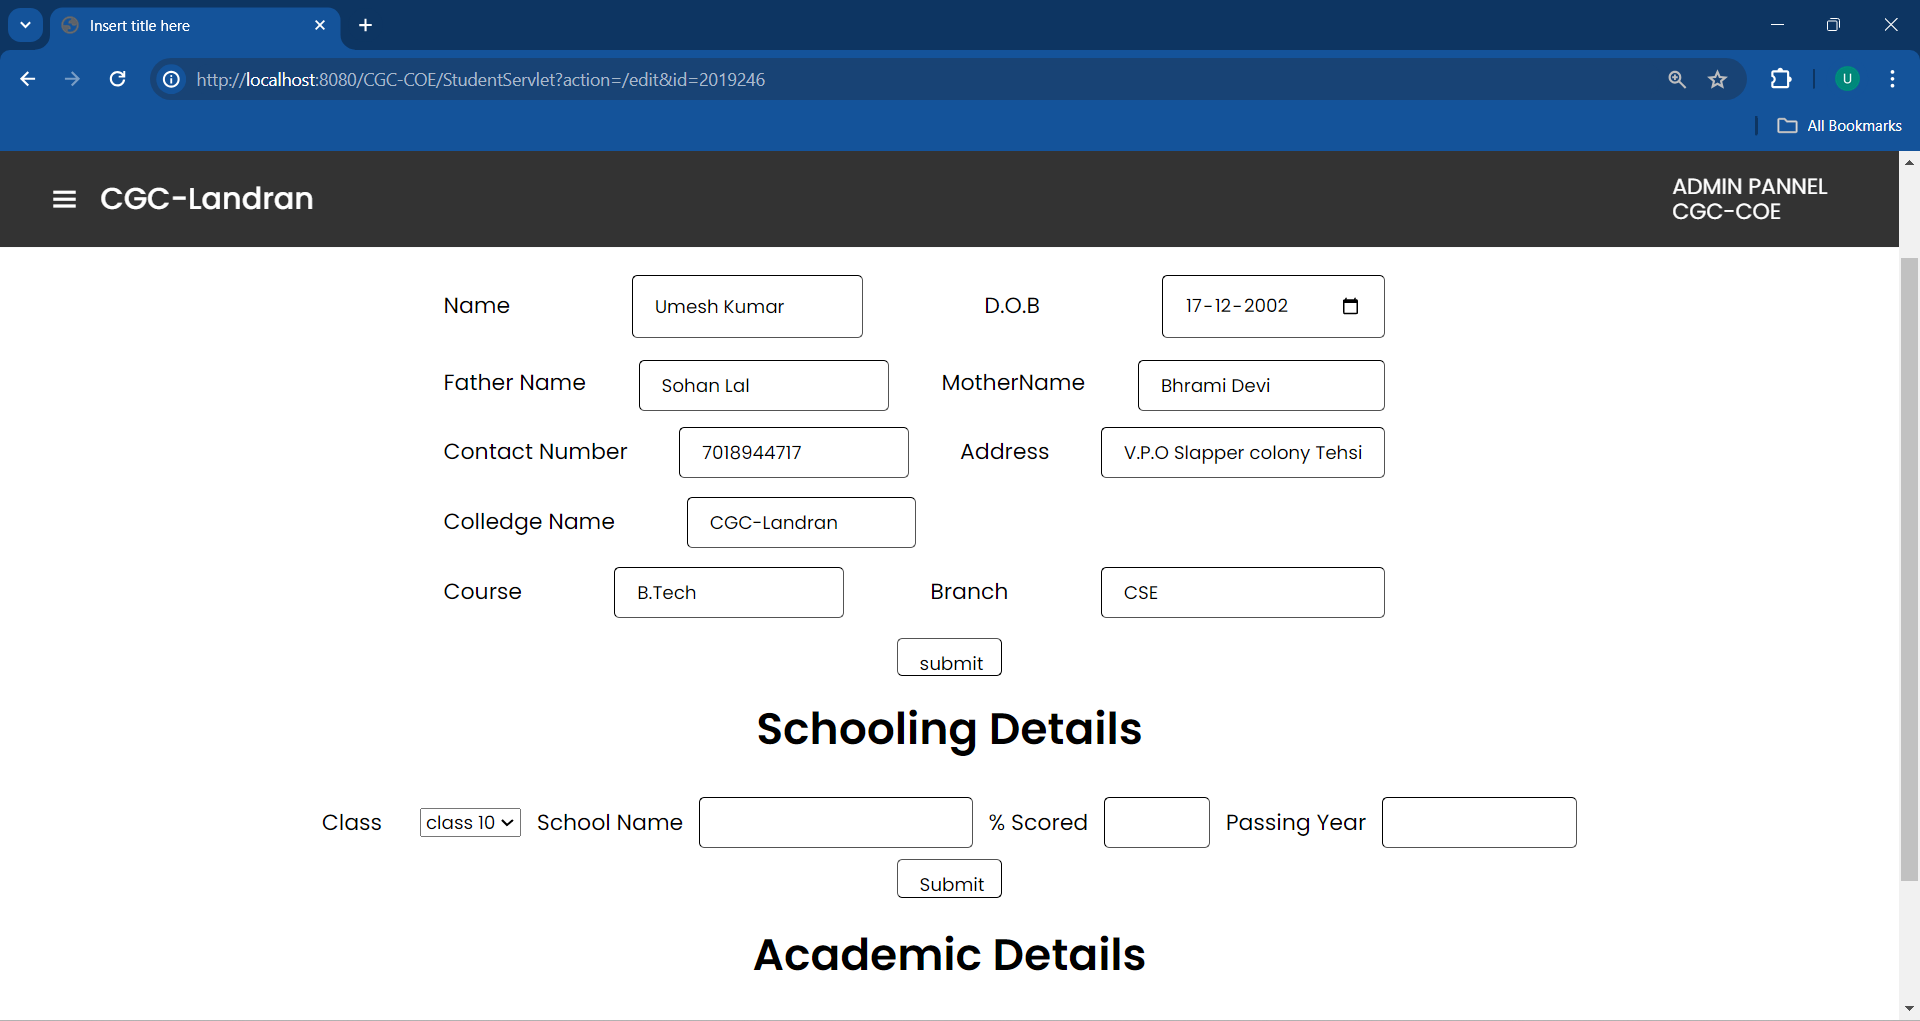 Insert title here
http://localhost:8080/CGC-COE/StudentServlet?action=/edit&id=2019246
U
All Bookmarks
CGC-Landran
ADMIN PANNEL
CGC-COE
Name Umesh Kumar D.O.B 17-12-2002
Father Name Sohan Lal MotherName Bhrami Devi
Contact Number 7018944717 Address V.P.O Slapper colony Tehsi
Colledge Name CGC-Landran
Course B.Tech Branch CSE
submit
Schooling Details
Class class 10 School Name % Scored Passing Year
Submit
Academic Details